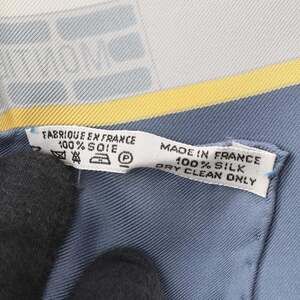 FABRIQUE EN FRANCE
100% SOIE
MADE IN FRANCE
100% SILK
DRY CLEAN ONLY